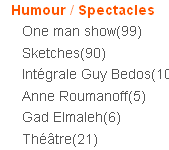 Humour / Spectacles
One man show(99)
Sketches(90)
Intégrale Guy Bedos(10
Anne Roumanoff(5)
Gad Elmaleh(6)
Théâtre(21)